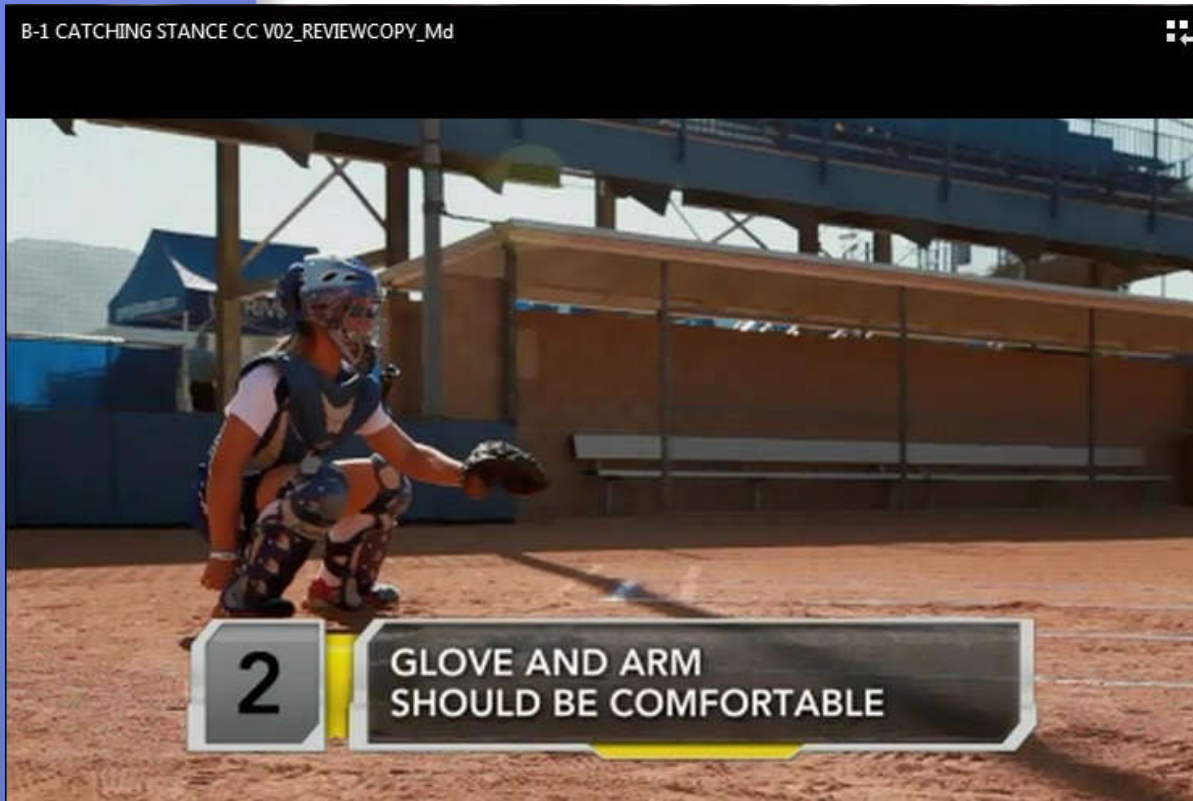 B-1 CATCHING STANCE CC V02_REVIEWCOPY_Md
2
GLOVE AND ARM
SHOULD BE COMFORTABLE